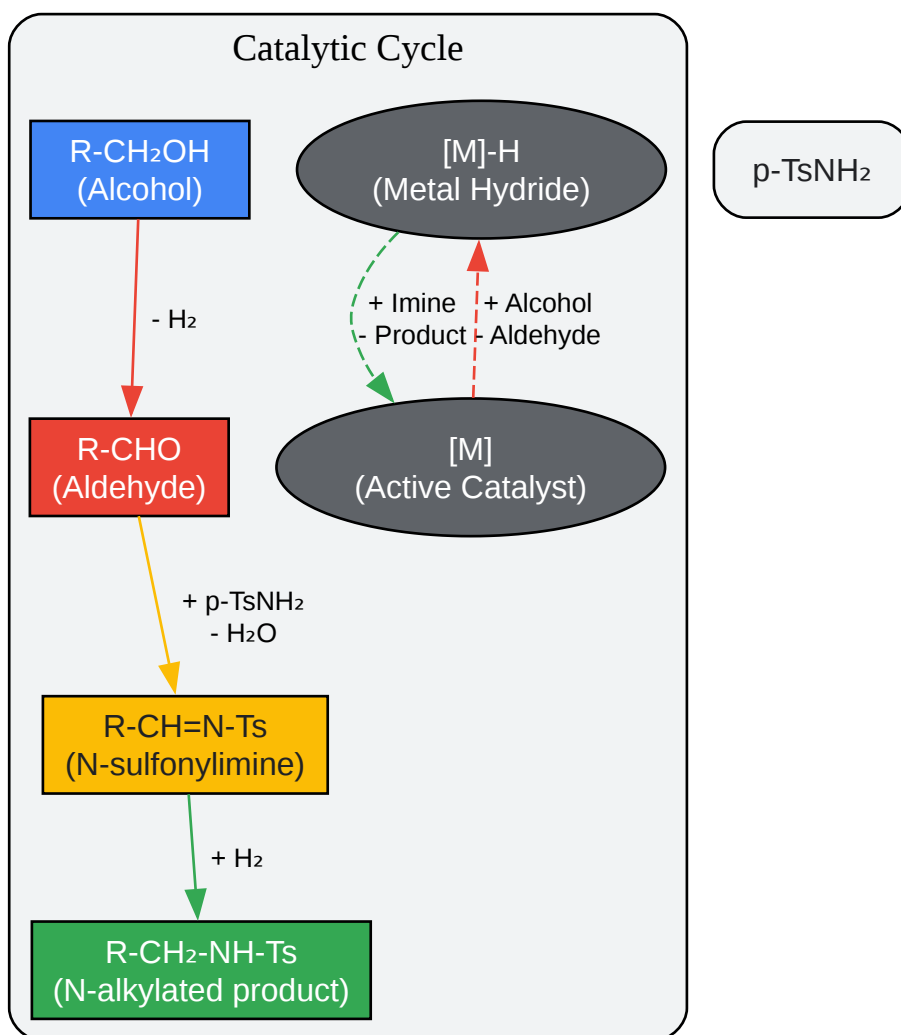 Catalytic Cycle
R-CH₂OH
(Alcohol)
[M]-H
(Metal Hydride)
p-TsNH₂
- H₂
+ Imine
- Product
+ Alcohol
- Aldehyde
R-CHO
(Aldehyde)
[M]
(Active Catalyst)
+ p-TsNH₂
- H₂O
R-CH=N-Ts
(N-sulfonylimine)
+ H₂
R-CH₂-NH-Ts
(N-alkylated product)